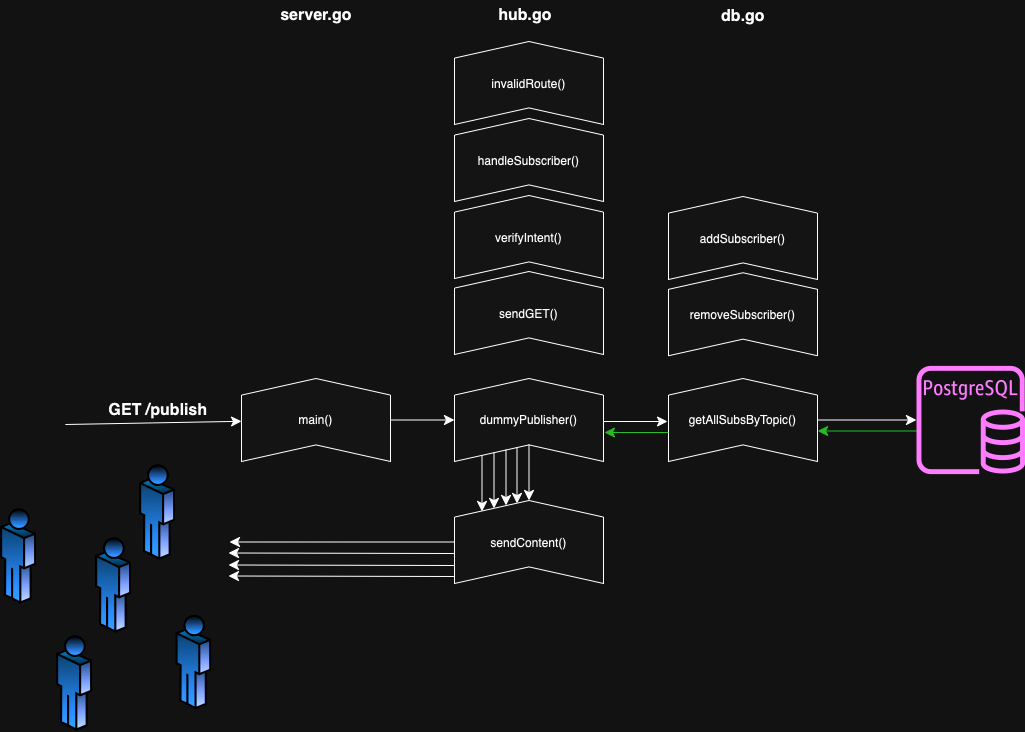 server.go
hub.go
db.go
invalidRoute()
handleSubscriber()
verifyIntent()
addSubscriber()
sendGET()
removeSubscriber()
GET /publish
main()
dummyPublisher()
getAllSubsByTopic()
PostgreSQL
sendContent()